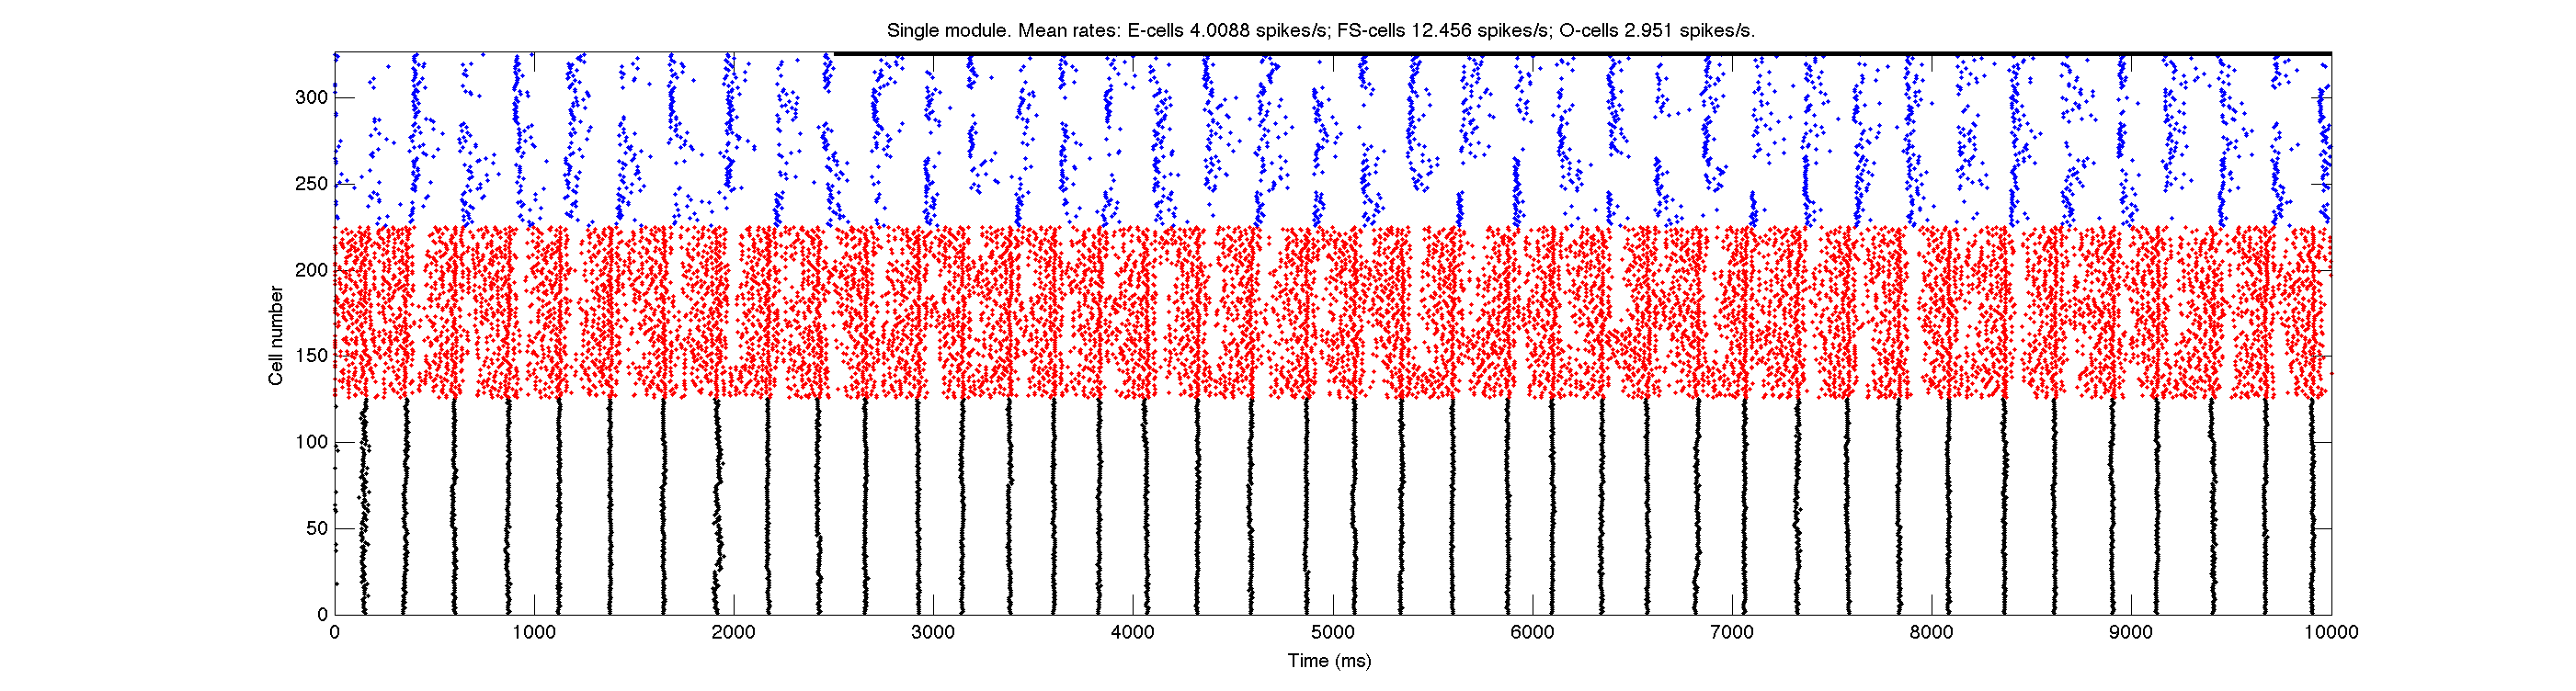 Single module. Mean rates: E-cells 4.0088 spikes/s; FS-cells 12.456 spikes/s; O-cells 2.951 spikes/s.
300
250
200
150
100
50
0
Cell number
0 1000 2000 3000 4000 5000 6000 7000 8000 9000 10000
Time (ms)